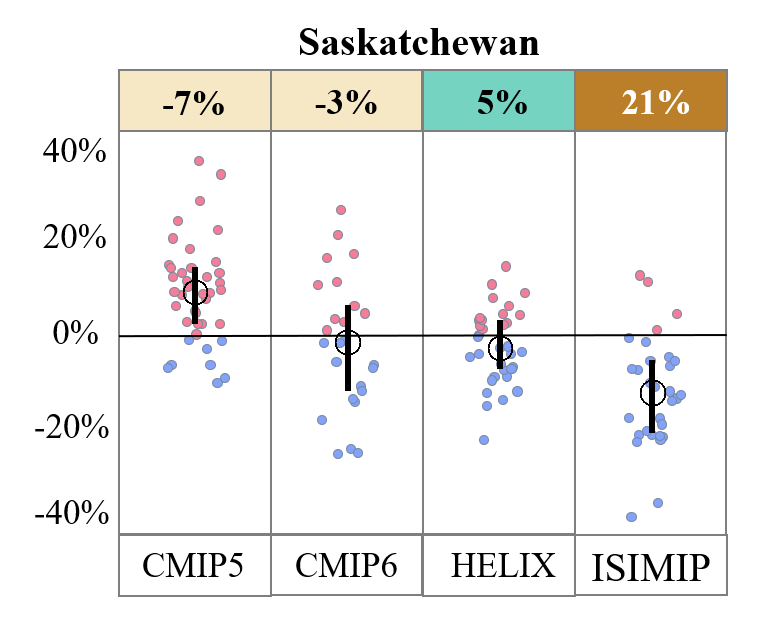 Saskatchewan
-7% -3% 5% 21%
40%
20%
0%
-20%
-40%
CMIP5 CMIP6 HELIX ISIMIP